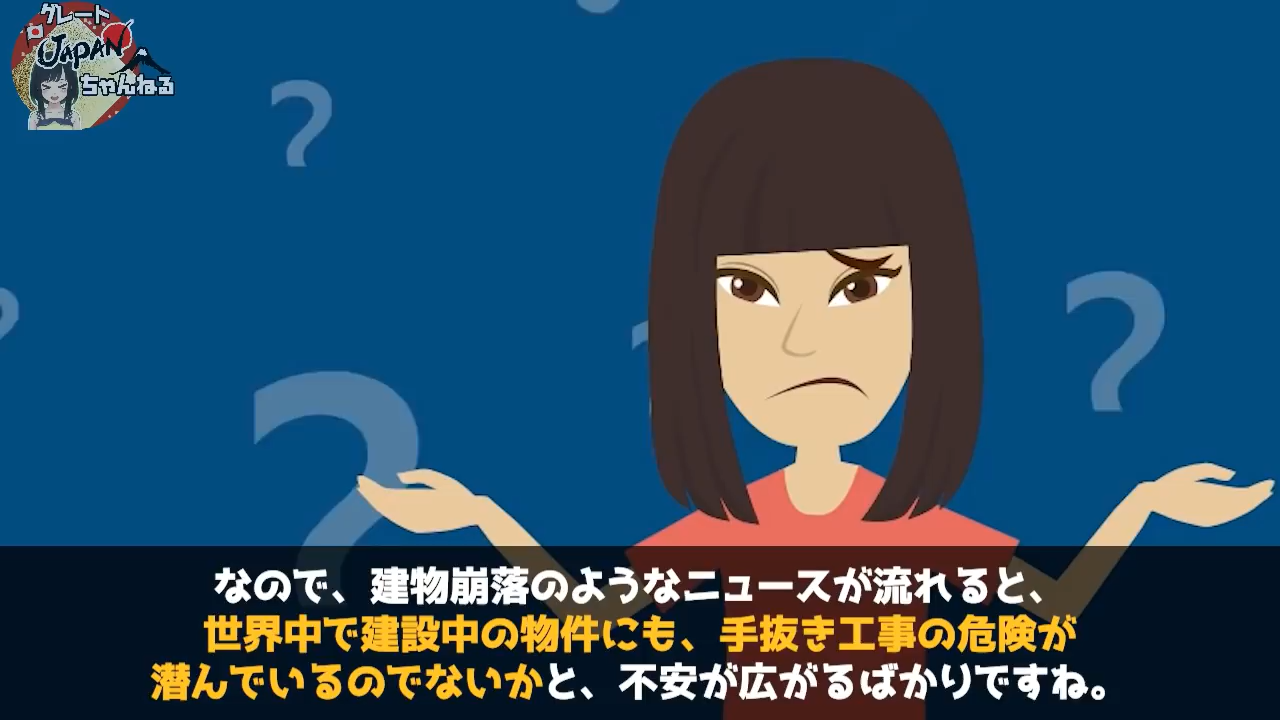 グレート
JAPAN
ちゃんねる
なので、建物崩落のようなニュースが流れると、
世界中で建設中の物件にも、手抜き工事の危険が
潜んでいるのでないかと、不安が広がるばかりですね。
?
?
?
?
?